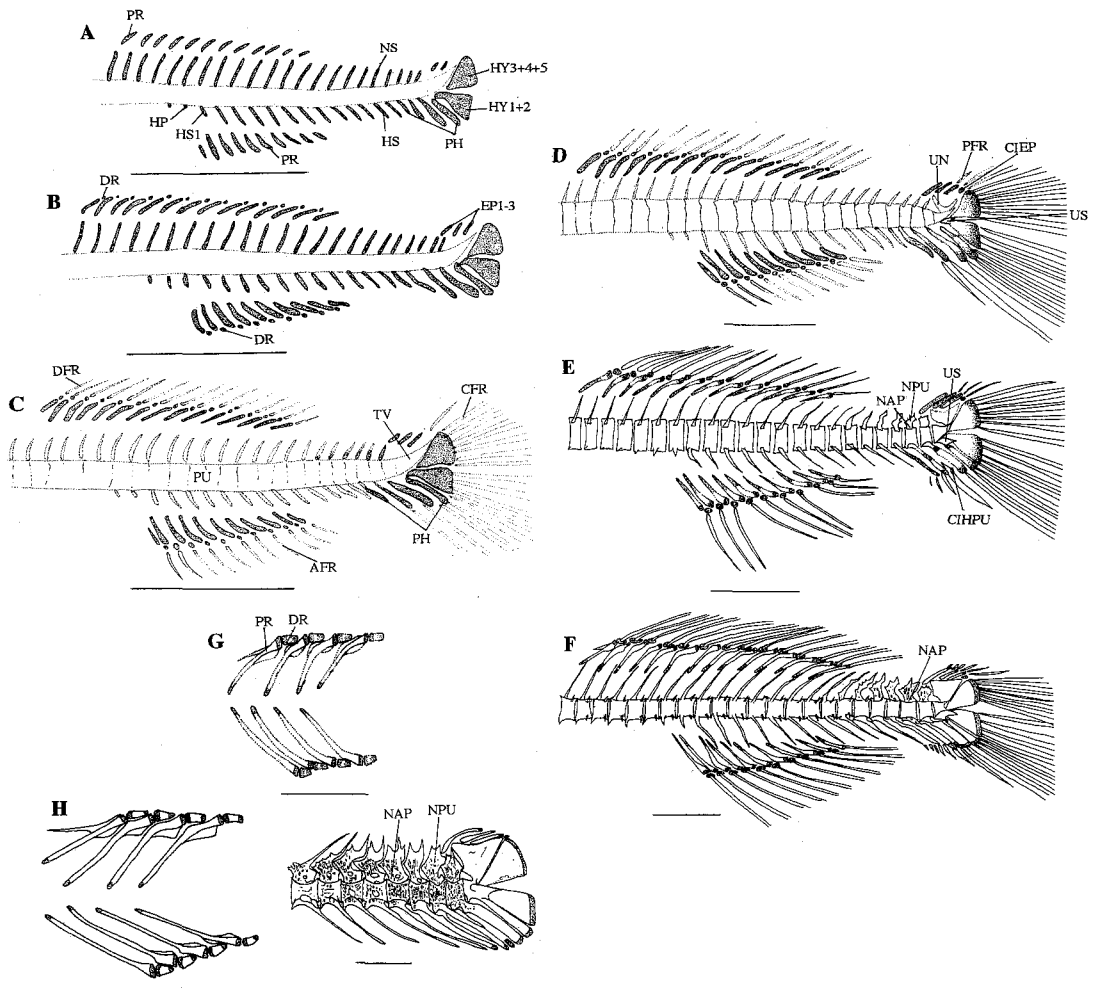 A
PR
NS
HY3+4+5
HY1+2
HP
HS1
PR
HS
PH
B
DR
EP1-3
DR
C
DFR
TV
CFR
PU
PH
AFR
D
UN
PFR
CIEP
US
E
NAP
NPU
US
CIHPU
F
NAP
G
PR
DR
H
NAP
NPU